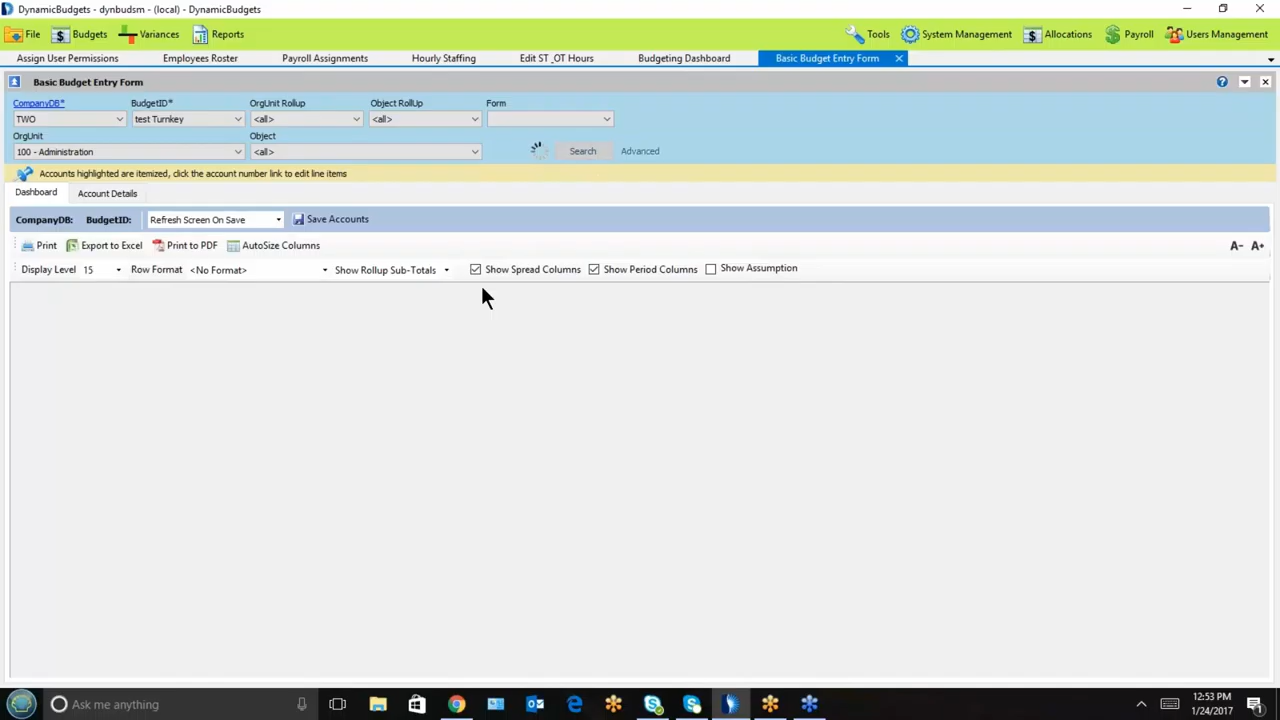 DynamicBudgets - dynbudsm - (local) - DynamicBudgets
File Budgets Variances Reports Tools System Management Allocations Payroll Users Management
Assign User Permissions Employees Roster Payroll Assignments Hourly Staffing Edit ST _OT Hours Budgeting Dashboard Basic Budget Entry Form
Basic Budget Entry Form
CompanyDB* BudgetID* OrgUnit Rollup Object RollUp Form
TWO test Turnkey <all> <all>
OrgUnit Object
100 - Administration <all> Search Advanced
Accounts highlighted are itemized, click the account number link to edit line items
Dashboard Account Details
CompanyDB: BudgetID: Refresh Screen On Save Save Accounts
Print Export to Excel Print to PDF AutoSize Columns A- A+
Display Level 15 Row Format <No Format> Show Rollup Sub-Totals Show Spread Columns Show Period Columns Show Assumption
Ask me anything
12:53 PM
1/24/2017